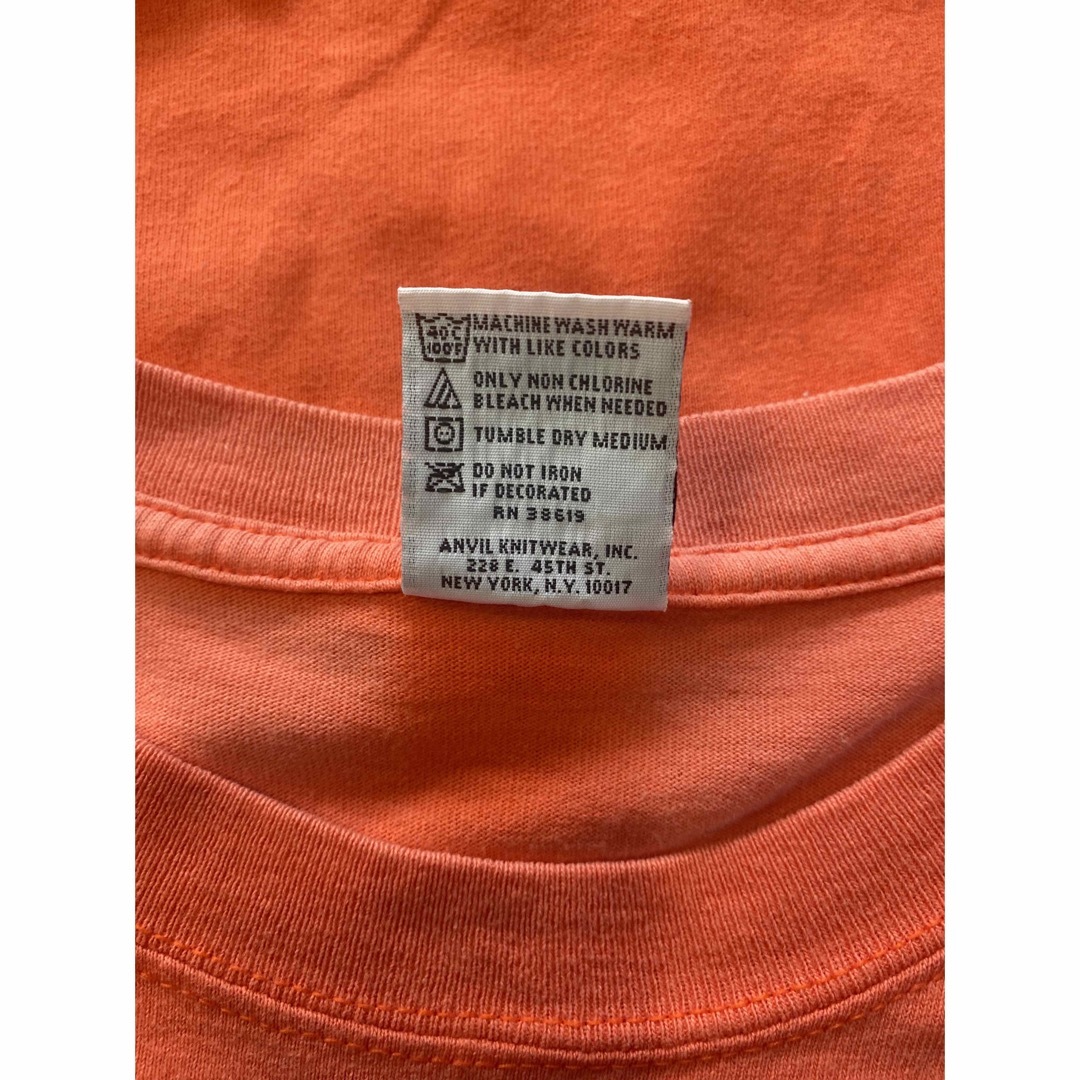 40C
100°F
MACHINE WASH WARM
WITH LIKE COLORS
ONLY NON CHLORINE
BLEACH WHEN NEEDED
TUMBLE DRY MEDIUM
DO NOT IRON
IF DECORATED
RN 38619
ANVIL KNITWEAR, INC.
228 E. 45TH ST.
NEW YORK, N.Y. 10017